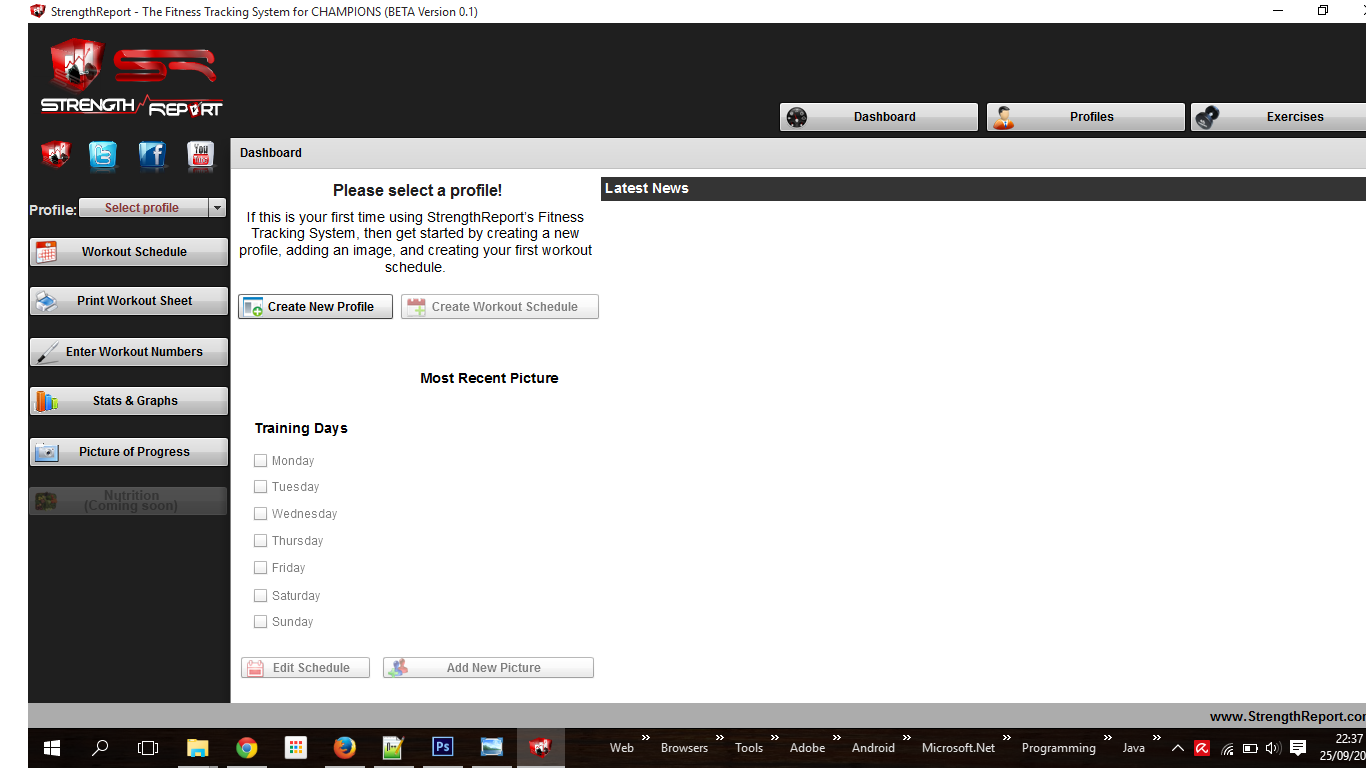 StrengthReport - The Fitness Tracking System for CHAMPIONS (BETA Version 0.1)
SR
STRENGTH REPORT
Dashboard
Profiles
Exercises
You
Tube
Dashboard
Profile:
Select profile
Workout Schedule
Print Workout Sheet
Enter Workout Numbers
Stats & Graphs
Picture of Progress
Nutrition
(Coming soon)
Please select a profile!
If this is your first time using StrengthReport's Fitness
Tracking System, then get started by creating a new
profile, adding an image, and creating your first workout
schedule.
Create New Profile
Create Workout Schedule
Most Recent Picture
Training Days
Monday
Tuesday
Wednesday
Thursday
Friday
Saturday
Sunday
Edit Schedule
Add New Picture
Latest News
www.StrengthReport.cor
Ps
Web
Browsers
Tools
Adobe
Android
Microsoft.Net
Programming
Java
22:37
25/09/20